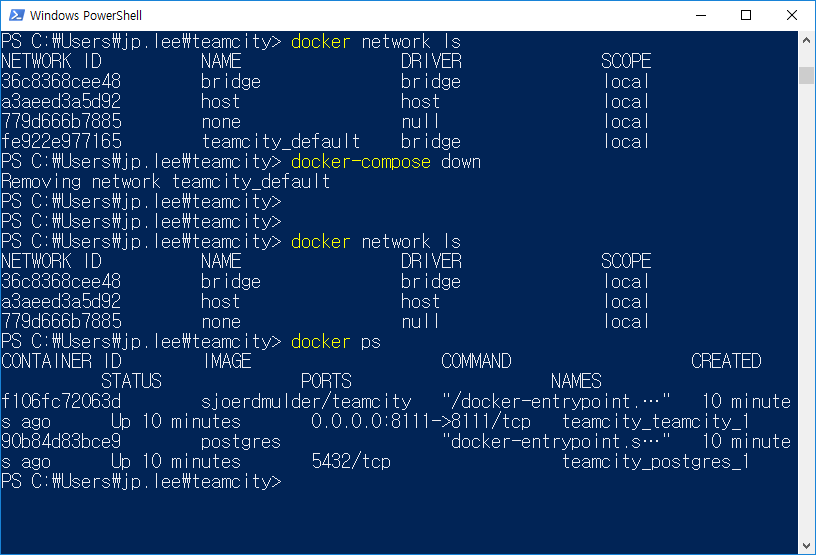 Windows PowerShell
PS C:₩Users₩jp.lee₩teamcity> docker network ls
NETWORK ID          NAME                DRIVER              SCOPE
36c8368cee48        bridge              bridge              local
a3aeed3a5d92        host                host                local
779d666b7885        none                null                local
fe922e977165        teamcity_default    bridge              local
PS C:₩Users₩jp.lee₩teamcity> docker-compose down
Removing network teamcity_default
PS C:₩Users₩jp.lee₩teamcity>
PS C:₩Users₩jp.lee₩teamcity>
PS C:₩Users₩jp.lee₩teamcity> docker network ls
NETWORK ID          NAME                DRIVER              SCOPE
36c8368cee48        bridge              bridge              local
a3aeed3a5d92        host                host                local
779d666b7885        none                null                local
PS C:₩Users₩jp.lee₩teamcity> docker ps
CONTAINER ID        IMAGE                   COMMAND                  CREATED
          STATUS              PORTS                    NAMES
f106fc72063d        sjoerdmulder/teamcity   "/docker-entrypoint.…"   10 minute
s ago      Up 10 minutes       0.0.0.0:8111->8111/tcp   teamcity_teamcity_1
90b84d83bce9        postgres                "docker-entrypoint.s…"   10 minute
s ago      Up 10 minutes       5432/tcp                 teamcity_postgres_1
PS C:₩Users₩jp.lee₩teamcity>